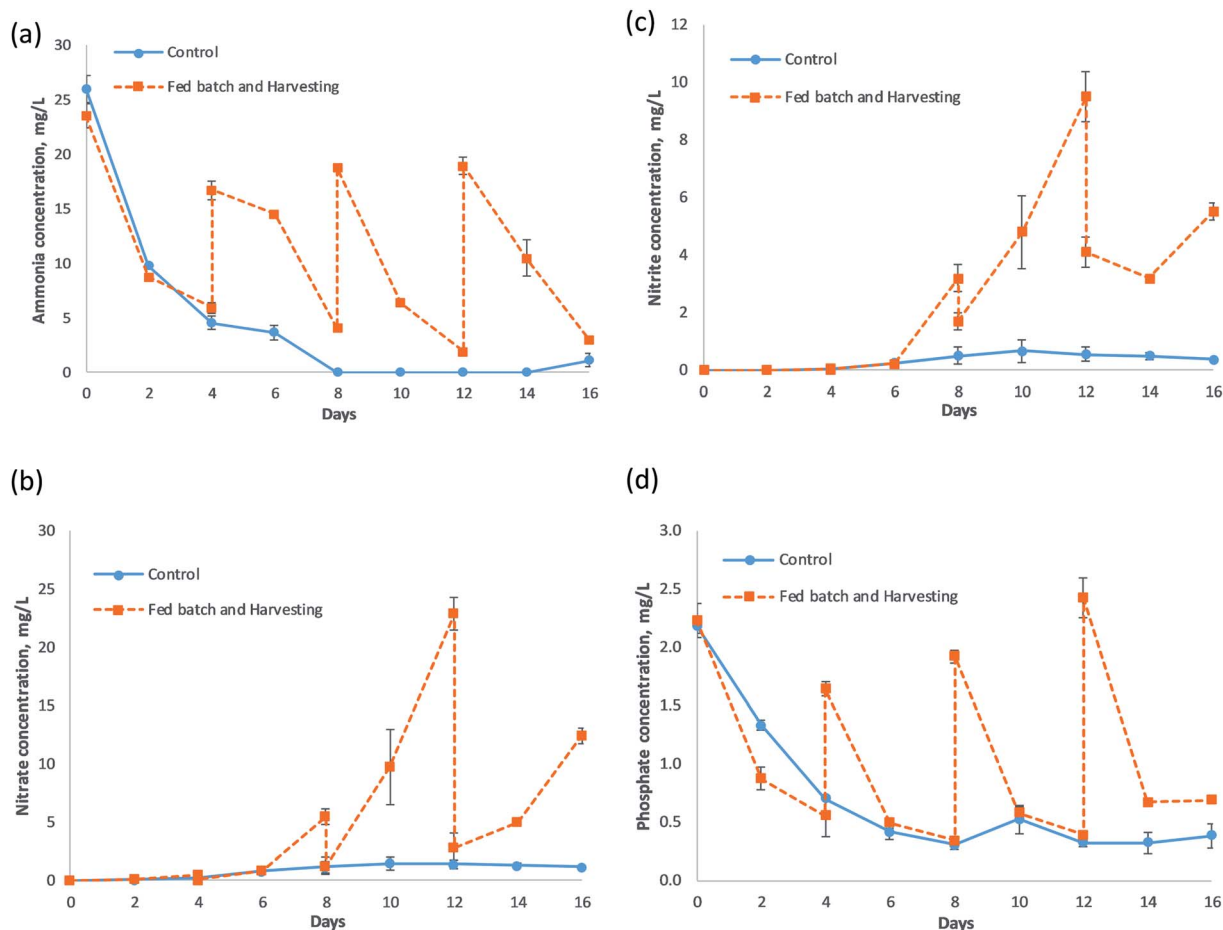 (a)
Control
Fed batch and Harvesting
Ammonia concentration, mg/L
30
25
20
15
10
5
0
0 2 4 6 8 10 12 14 16
Days
(c)
Control
Fed batch and Harvesting
Nitrite concentration, mg/L
12
10
8
6
4
2
0
0 2 4 6 8 10 12 14 16
Days
(b)
Control
Fed batch and Harvesting
Nitrate concentration, mg/L
30
25
20
15
10
5
0
0 2 4 6 8 10 12 14 16
Days
(d)
Control
Fed batch and Harvesting
Phosphate concentration, mg/L
3.0
2.5
2.0
1.5
1.0
0.5
0.0
0 2 4 6 8 10 12 14 16
Days